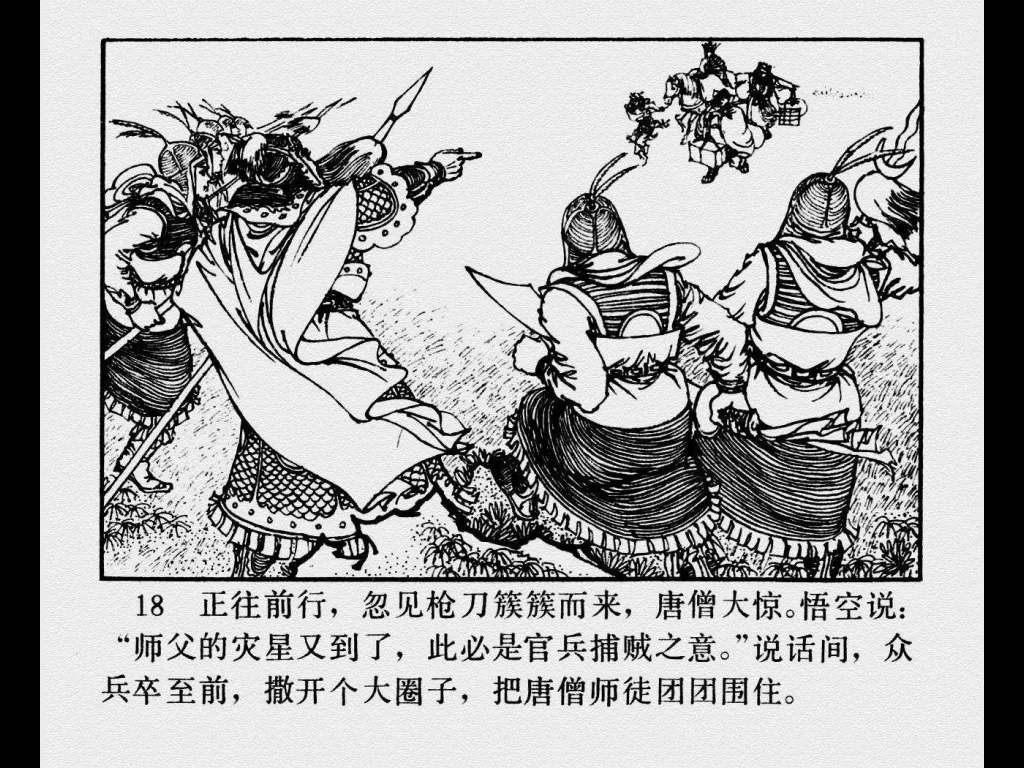 18 正往前行，忽见枪刀簇簇而来，唐僧大惊。悟空说：
“师父的灾星又到了，此必是官兵捕贼之意。”说话间，众
兵卒至前，撒开个大圈子，把唐僧师徒团团围住。